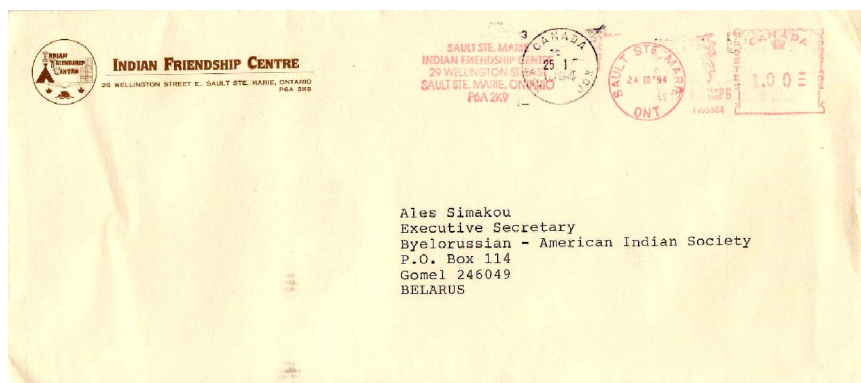 INDIAN
FRIENDSHIP
CENTRE
INDIAN FRIENDSHIP CENTRE
29 WELLINGTON STREET E. SAULT STE. MARIE, ONTARIO
P6A 2K9
SAULT STE. MARIE
INDIAN FRIENDSHIP CENTRE
29 WELLINGTON ST. EAST
SAULT STE. MARIE, ONTARIO
P6A 2K9
CANADA
25
SAULT STE-MARIE
24 III '94
ONT
CANADA
1.00
Ales Simakou
Executive Secretary
Byelorussian - American Indian Society
P.O. Box 114
Gomel 246049
BELARUS